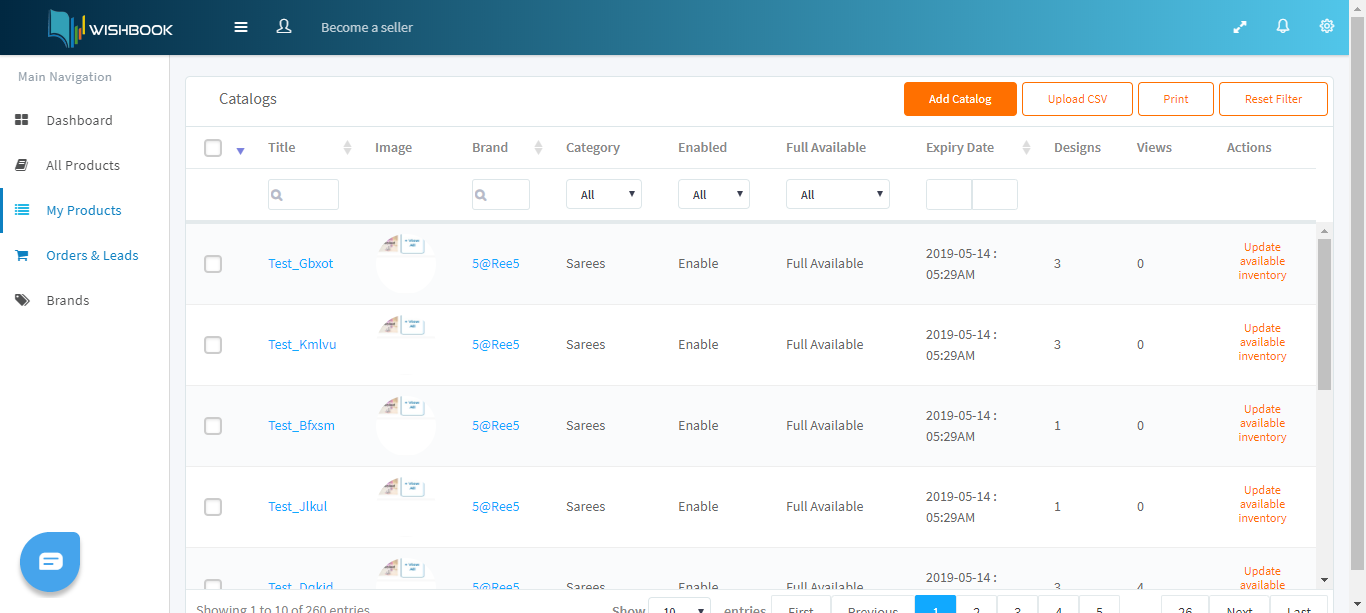 WISHBOOK Become a seller
Main Navigation
Dashboard
All Products
My Products
Orders & Leads
Brands
Catalogs Add Catalog Upload CSV Print Reset Filter
Title Image Brand Category Enabled Full Available Expiry Date Designs Views Actions
All All All
Test_Gbxot 5@Ree5 Sarees Enable Full Available 2019-05-14 : 05:29AM 3 0 Update available inventory
Test_Kmlvu 5@Ree5 Sarees Enable Full Available 2019-05-14 : 05:29AM 3 0 Update available inventory
Test_Bfxsm 5@Ree5 Sarees Enable Full Available 2019-05-14 : 05:29AM 1 0 Update available inventory
Test_Jlkul 5@Ree5 Sarees Enable Full Available 2019-05-14 : 05:29AM 1 0 Update available inventory
5@Ree5 Sarees Enable Full Available 2019-05-14 : 3 4 Update available
Showing 1 to 10 of 260 entries Show 10 entries First Previous 1 2 3 4 5 26 Next Last